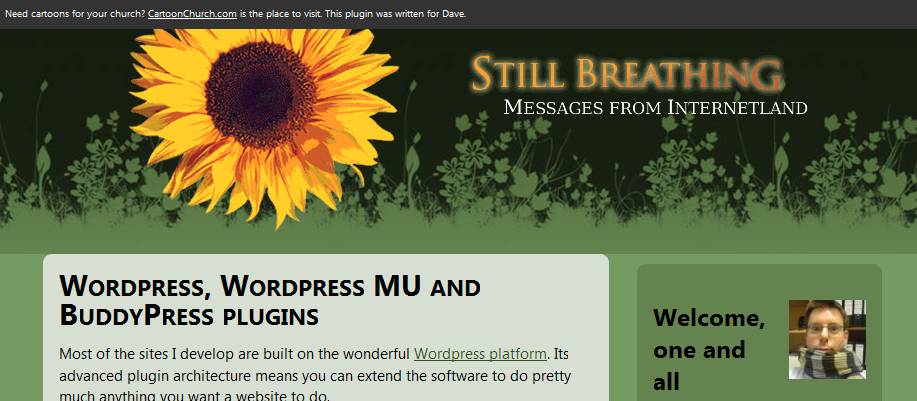 Need cartoons for your church? CartoonChurch.com is the place to visit. This plugin was written for Dave.
STILL BREATHING
MESSAGES FROM INTERNETLAND
WORDPRESS, WORDPRESS MU AND
BUDDYPRESS PLUGINS
Most of the sites I develop are built on the wonderful Wordpress platform. Its
advanced plugin architecture means you can extend the software to do pretty
much anything you want a website to do.
Welcome,
one and
all